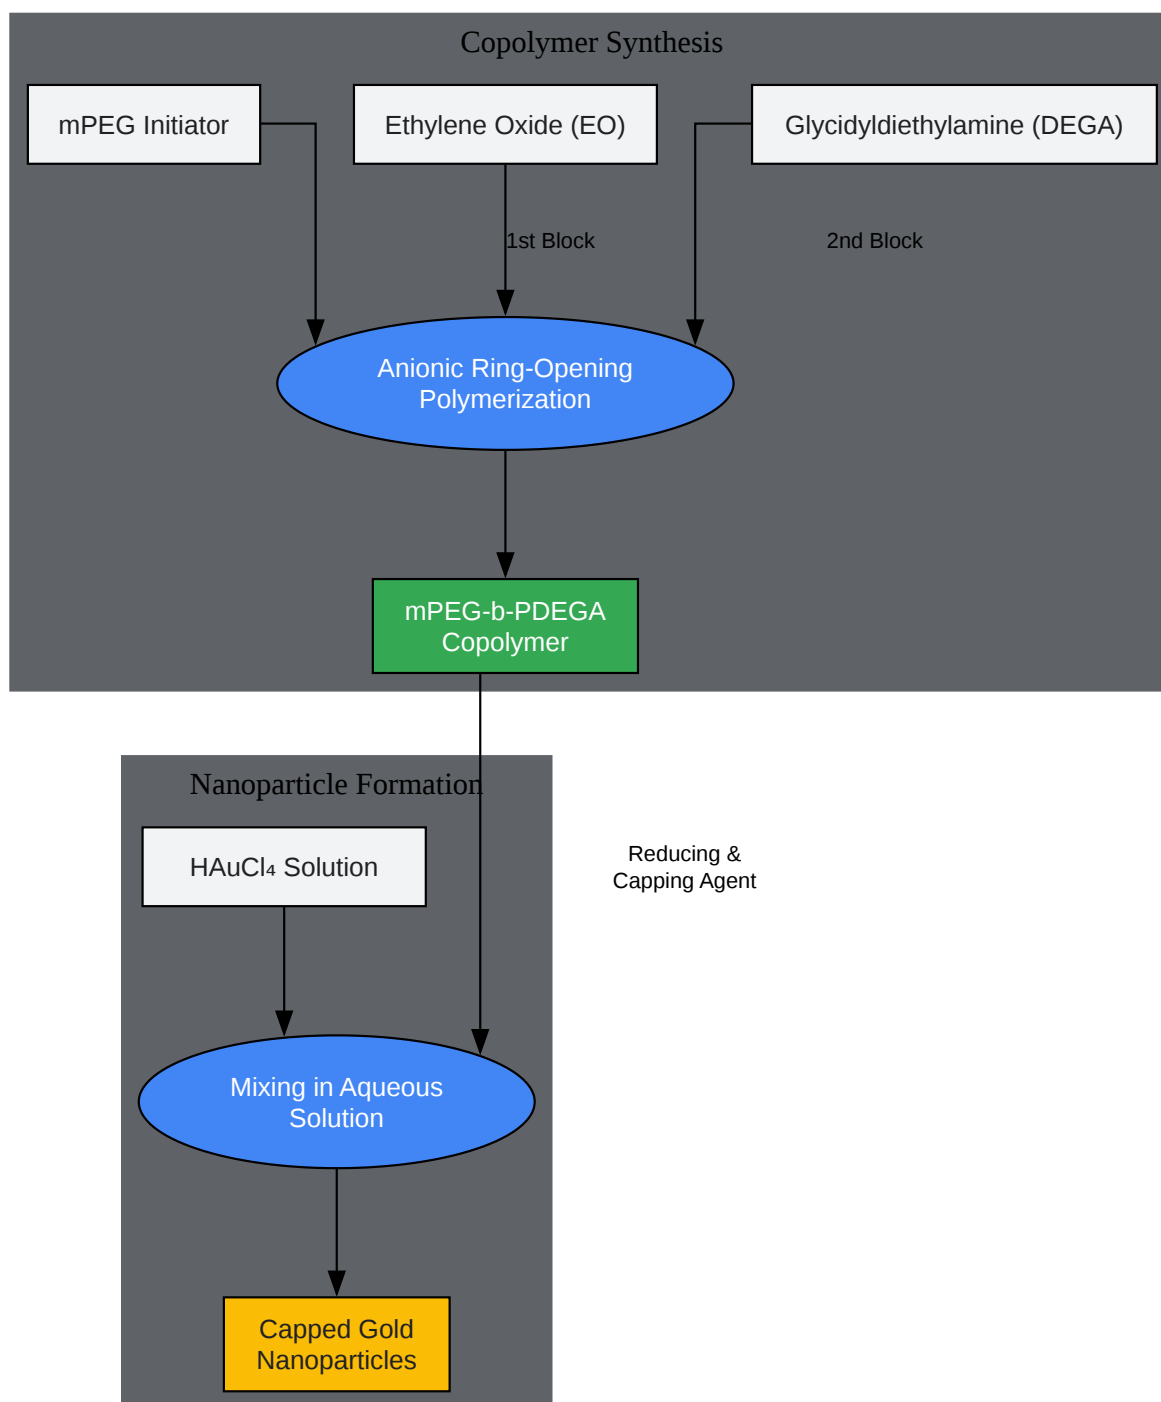 Copolymer Synthesis
mPEG Initiator
Ethylene Oxide (EO)
Glycidyldiethylamine (DEGA)
1st Block
2nd Block
Anionic Ring-Opening
Polymerization
mPEG-b-PDEGA
Copolymer
Nanoparticle Formation
HAuCl₄ Solution
Reducing &
Capping Agent
Mixing in Aqueous
Solution
Capped Gold
Nanoparticles